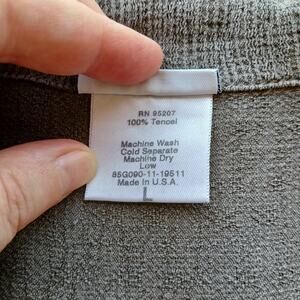 RN 95207
100% Tencel
Machine Wash
Cold Separate
Machine Dry
Low
85G090-11-19511
Made in U.S.A.
L